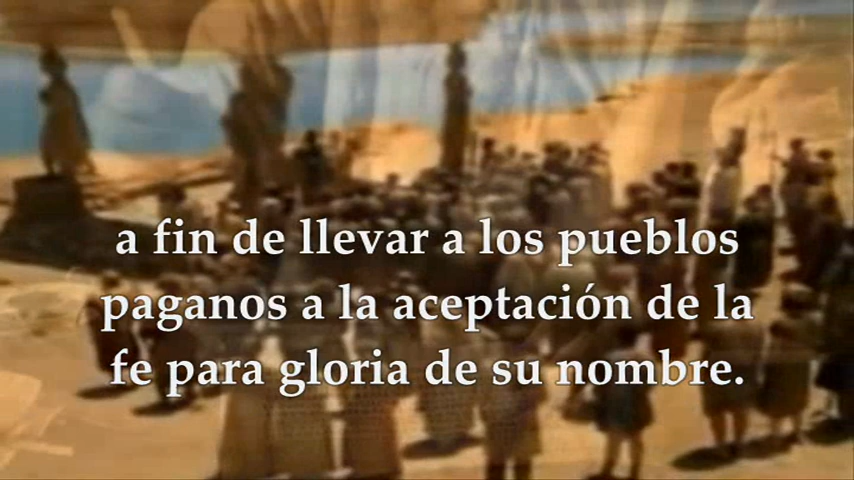 a fin de llevar a los pueblos
paganos a la aceptación de la
fe para gloria de su nombre.